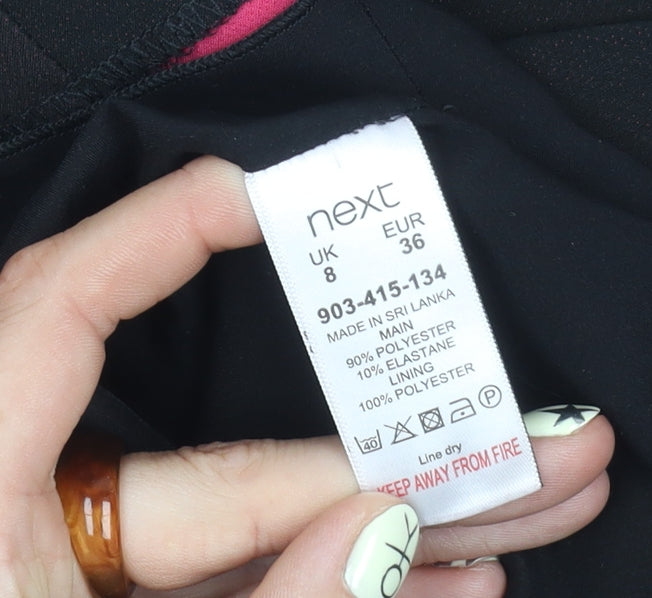 next
UK EUR
8 36
903-415-134
MADE IN SRI LANKA
MAIN
90% POLYESTER
10% ELASTANE
LINING
100% POLYESTER
40 P
Line dry
KEEP AWAY FROM FIRE